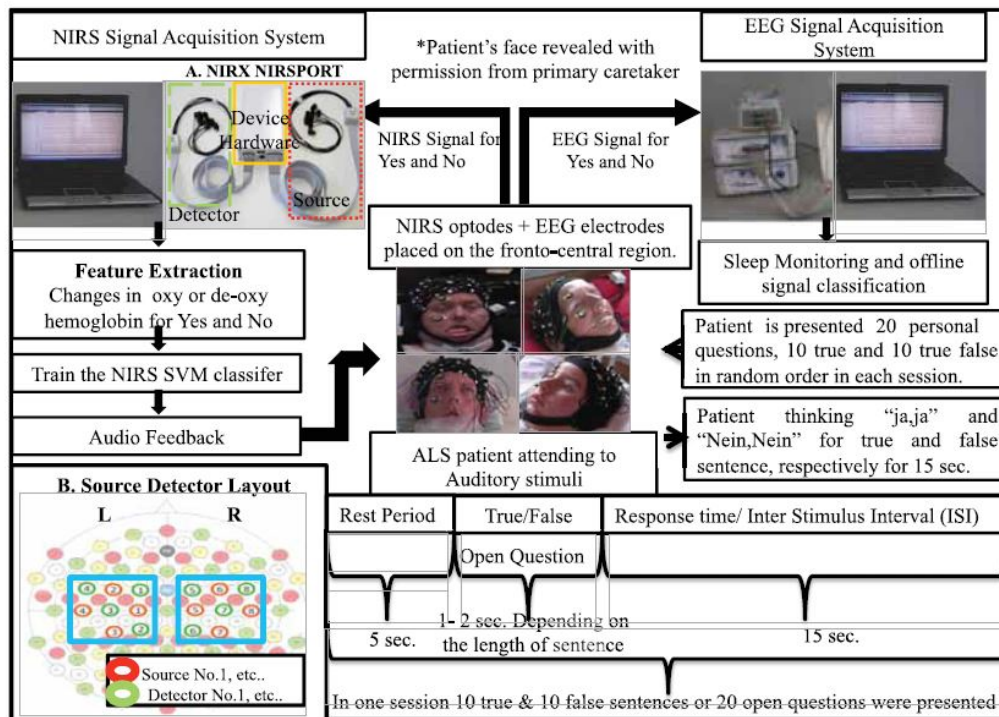 NIRS Signal Acquisition System
*Patient's face revealed with
permission from primary caretaker
EEG Signal Acquisition
System
A. NIRX NIRSPORT
Device
Hardware
Detector
Source
NIRS Signal for
Yes and No
EEG Signal for
Yes and No
NIRS optodes + EEG electrodes
placed on the fronto-central region.
Feature Extraction
Changes in oxy or de-oxy
hemoglobin for Yes and No
Train the NIRS SVM classifer
Audio Feedback
Sleep Monitoring and offline
signal classification
Patient is presented 20 personal
questions, 10 true and 10 true false
in random order in each session.
Patient thinking "ja,ja" and
"Nein,Nein" for true and false
sentence, respectively for 15 sec.
ALS patient attending to
Auditory stimuli
B. Source Detector Layout
L R
Source No.1, etc..
Detector No.1, etc..
Rest Period
True/False
Response time/ Inter Stimulus Interval (ISI)
Open Question
5 sec.
1- 2 sec. Depending on
the length of sentence
15 sec.
In one session 10 true & 10 false sentences or 20 open questions were presented